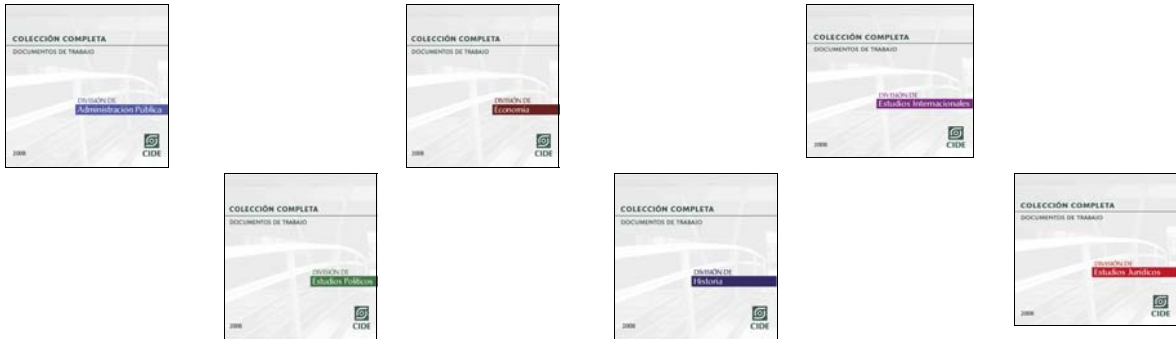 COLECCIÓN COMPLETA
DOCUMENTOS DE TRABAJO
DIVISIÓN DE
Administración Pública
2008
CIDE
COLECCIÓN COMPLETA
DOCUMENTOS DE TRABAJO
DIVISIÓN DE
Economía
2008
CIDE
COLECCIÓN COMPLETA
DOCUMENTOS DE TRABAJO
DIVISIÓN DE
Estudios Internacionales
2008
CIDE
COLECCIÓN COMPLETA
DOCUMENTOS DE TRABAJO
DIVISIÓN DE
Estudios Políticos
2008
CIDE
COLECCIÓN COMPLETA
DOCUMENTOS DE TRABAJO
DIVISIÓN DE
Historia
2008
CIDE
COLECCIÓN COMPLETA
DOCUMENTOS DE TRABAJO
DIVISIÓN DE
Estudios Jurídicos
2008
CIDE